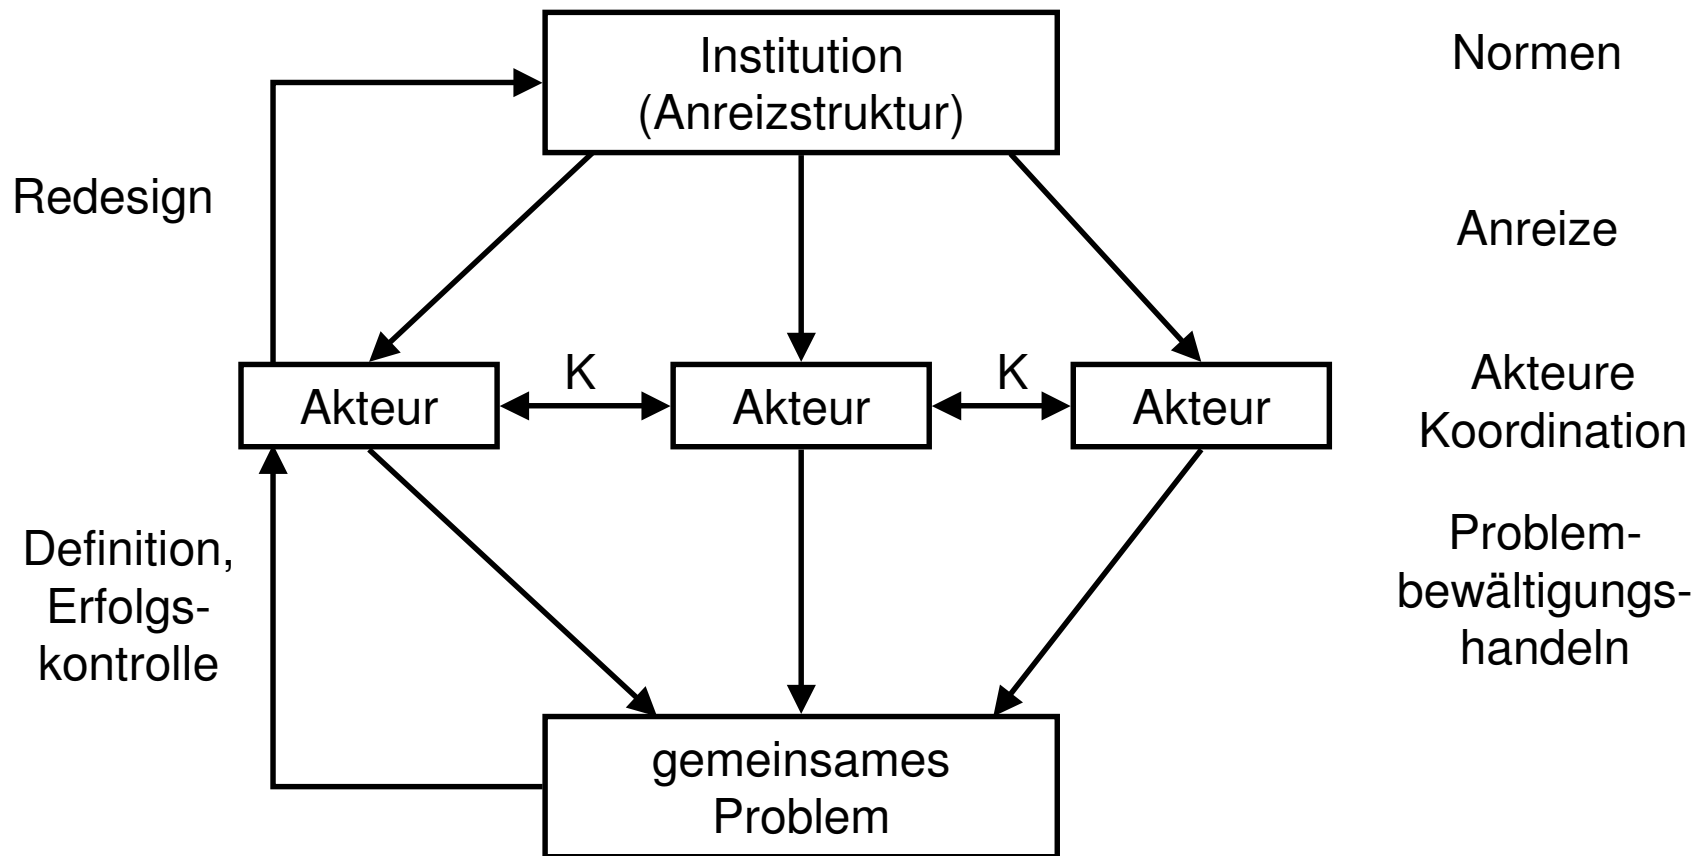 Institution
(Anreizstruktur)
Normen
Redesign
Anreize
K
K
Akteur
Akteur
Akteur
Akteure
Koordination
Definition,
Erfolgs-
kontrolle
Problem-
bewältigungs-
handeln
gemeinsames
Problem